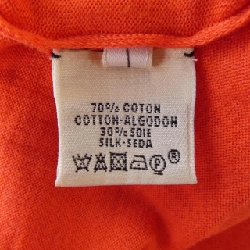 70% COTON
COTTON-ALGODON
30% SOIE
SILK-SEDA
P®